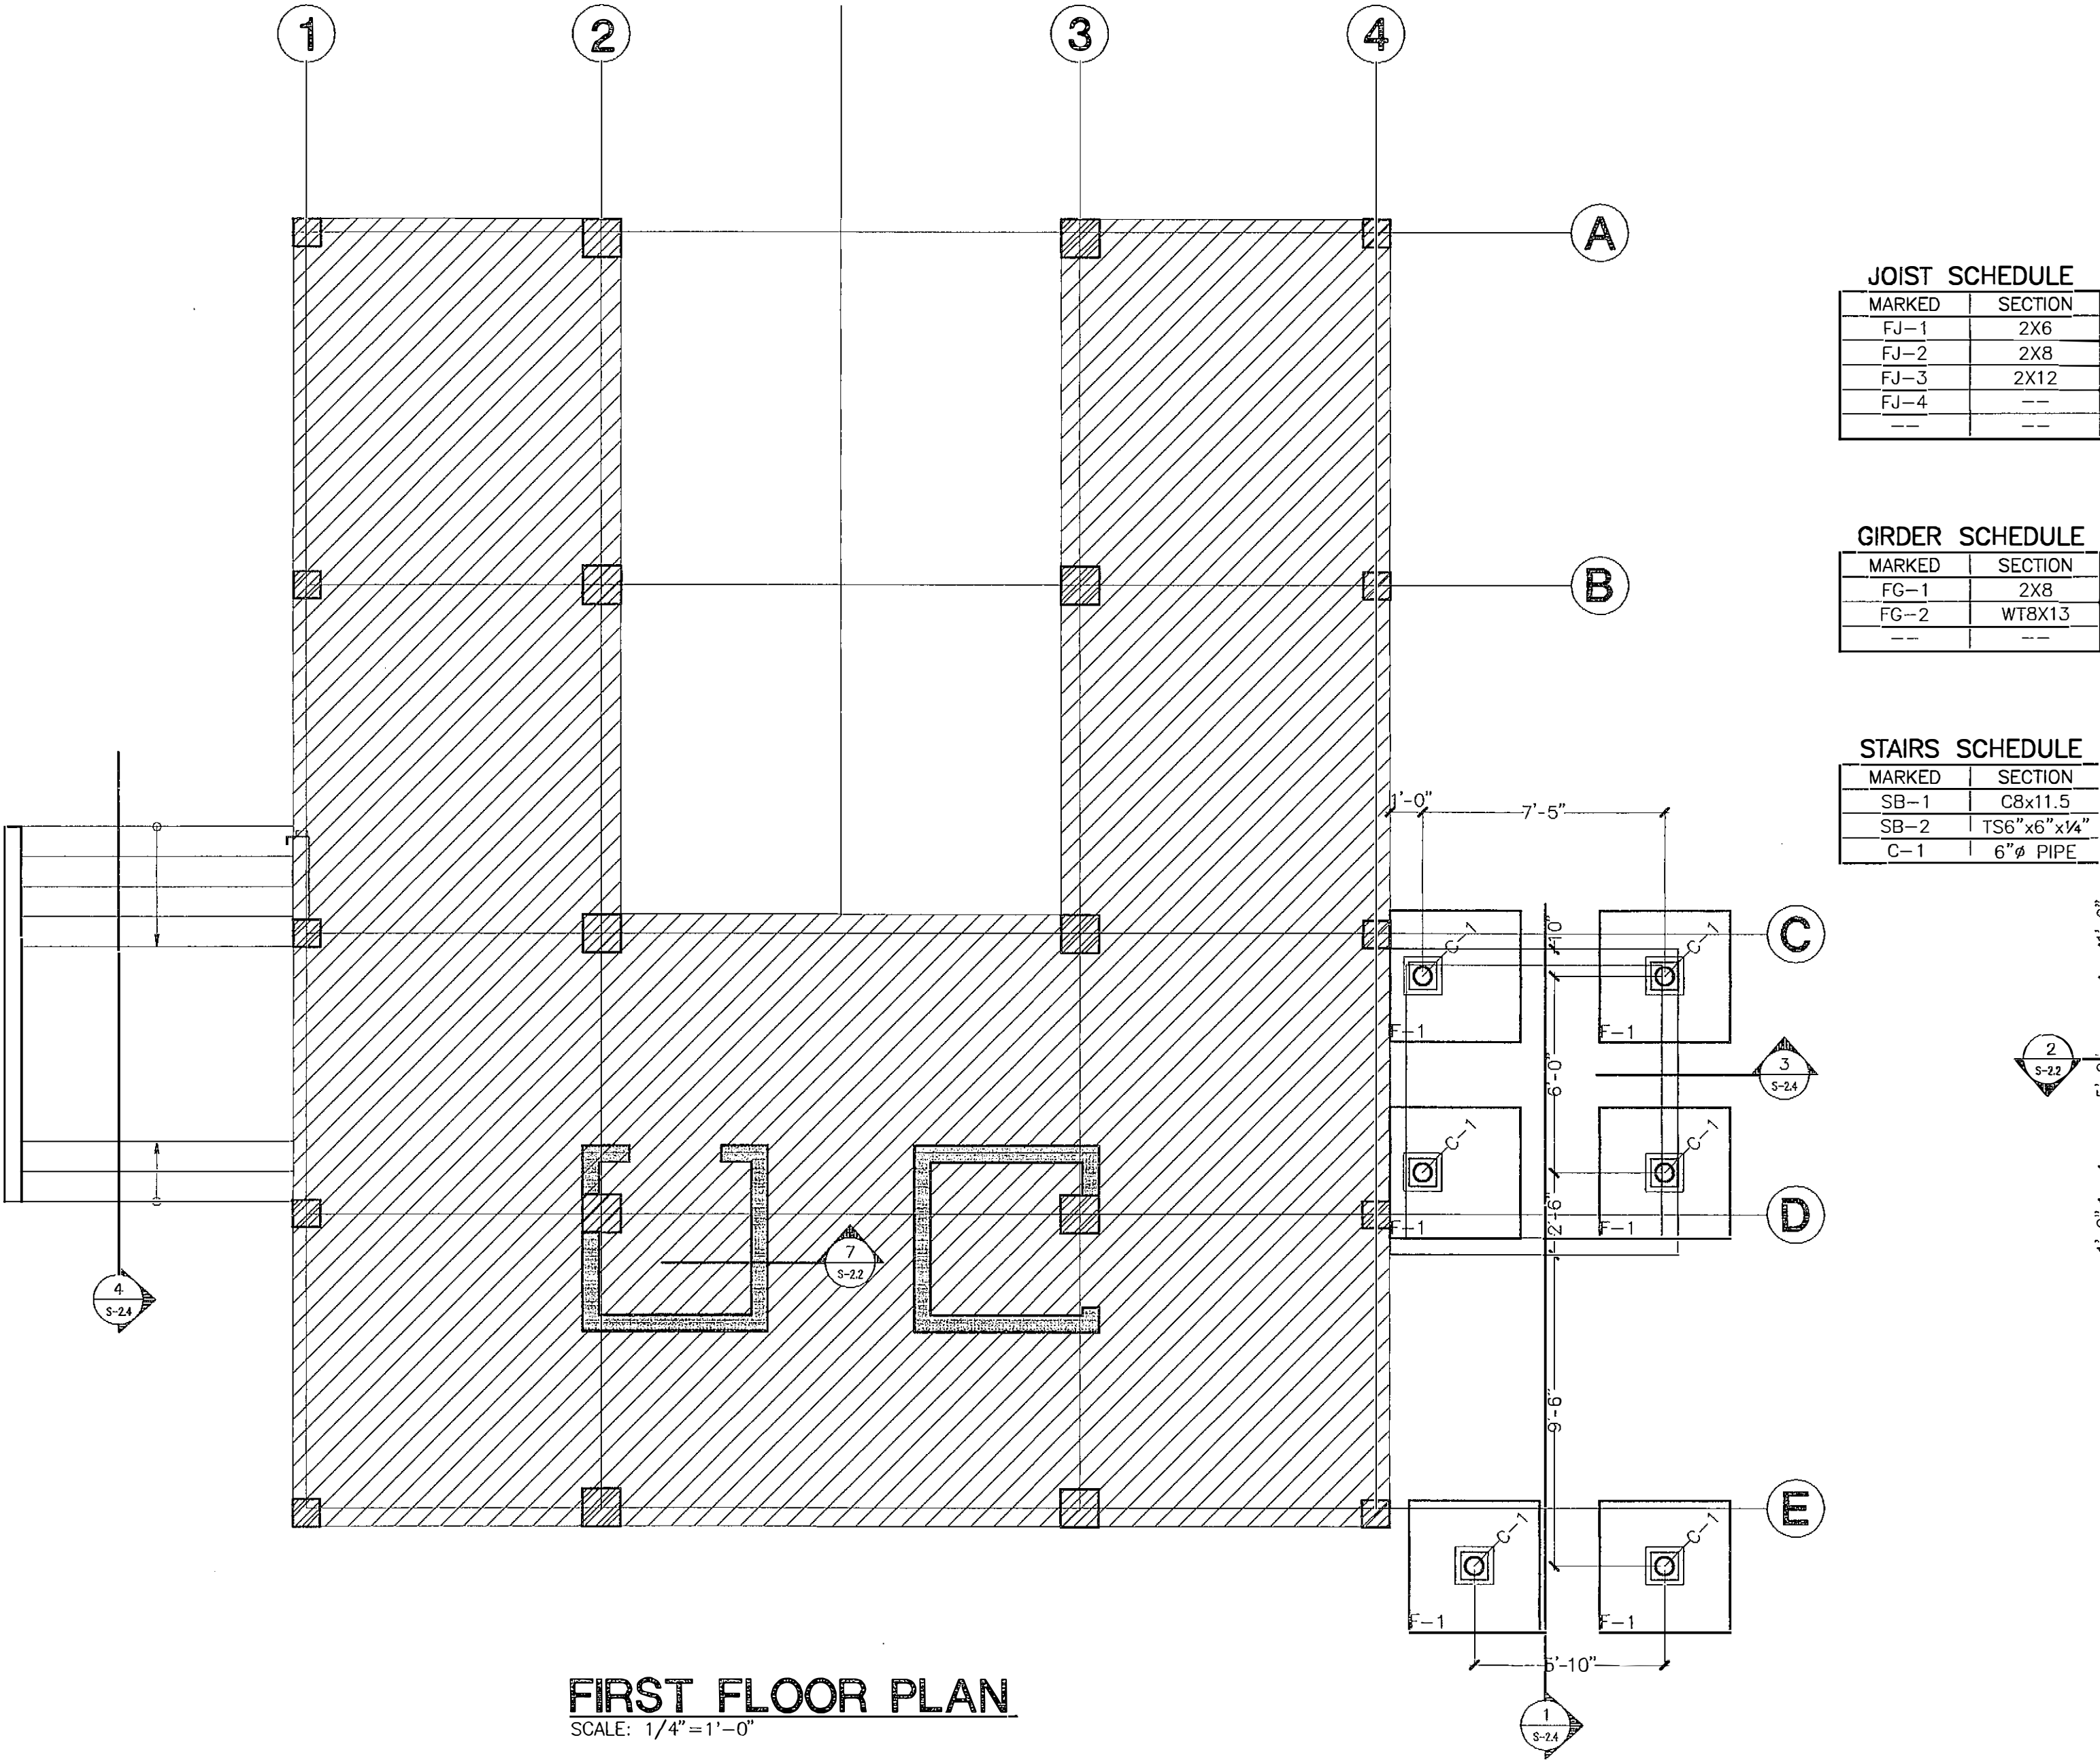 1 2 3 4
A
JOIST SCHEDULE
MARKED SECTION
FJ-1 2X6
FJ-2 2X8
FJ-3 2X12
FJ-4 --
-- --
B
GIRDER SCHEDULE
MARKED SECTION
FG-1 2X8
FG-2 WT8X13
-- --
STAIRS SCHEDULE
MARKED SECTION
SB-1 C8x11.5
SB-2 TS6"x6"x1/4"
C-1 6"ø PIPE
1'-0" 7'-5"
C-1 C-1
C
F-1 F-1
6'-0"
3
S-2.4
2
S-2.2
C-1 C-1
F-1 F-1
2'-6"
D
7
S-2.2
4
S-2.4
9'-6"
C-1 C-1
E
F-1 F-1
5'-10"
1
S-2.4
FIRST FLOOR PLAN
SCALE: 1/4"=1'-0"